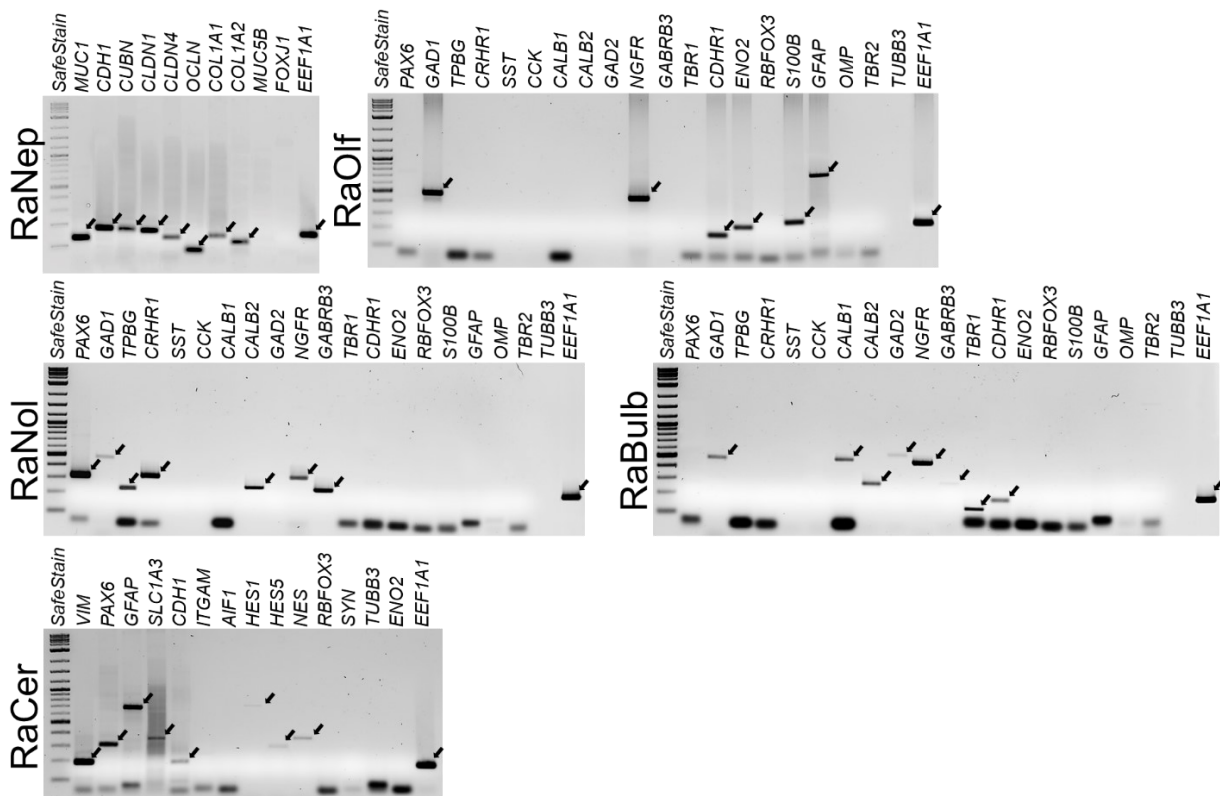 RaNep
SafeStain MUC1 CDH1 CUBN CLDN1 CLDN4 OCLN COL1A1 COL1A2 MUC5B FOXJ1 EEF1A1
RaOlf
SafeStain PAX6 GAD1 TPBG CRHR1 SST CCK CALB1 CALB2 GAD2 NGFR GABRB3 TBR1 CDHR1 ENO2 RBFOX3 S100B GFAP OMP TBR2 TUBB3 EEF1A1
RaNol
SafeStain PAX6 GAD1 TPBG CRHR1 SST CCK CALB1 CALB2 GAD2 NGFR GABRB3 TBR1 CDHR1 ENO2 RBFOX3 S100B GFAP OMP TBR2 TUBB3 EEF1A1
RaBulb
SafeStain PAX6 GAD1 TPBG CRHR1 SST CCK CALB1 CALB2 GAD2 NGFR GABRB3 TBR1 CDHR1 ENO2 RBFOX3 S100B GFAP OMP TBR2 TUBB3 EEF1A1
RaCer
SafeStain VIM PAX6 GFAP SLC1A3 CDH1 ITGAM AIF1 HES1 HES5 NES RBFOX3 SYN TUBB3 ENO2 EEF1A1